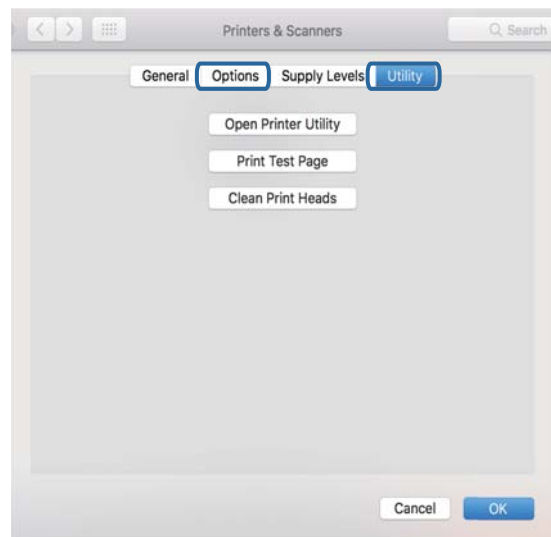 Printers & Scanners Search
General Options Supply Levels Utility
Open Printer Utility
Print Test Page
Clean Print Heads
Cancel OK